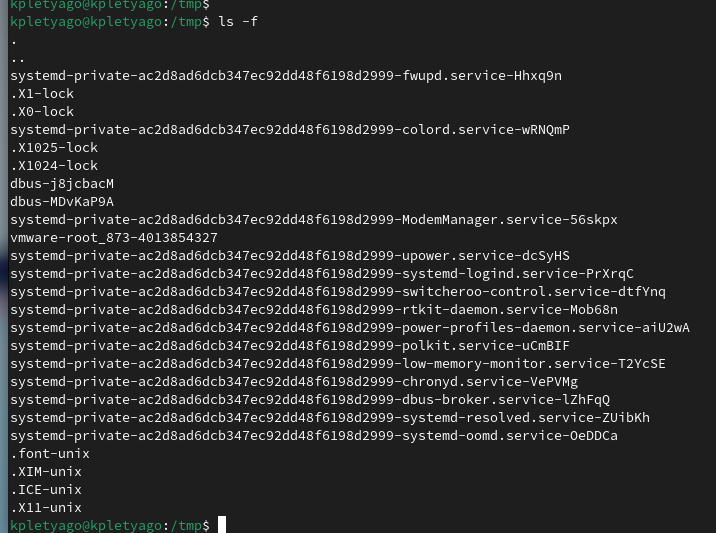 kpletyago@kpletyago:/tmp$
kpletyago@kpletyago:/tmp$ ls -f
.
..
systemd-private-ac2d8ad6dcb347ec92dd48f6198d2999-fwupd.service-Hhxq9n
.X1-lock
.X0-lock
systemd-private-ac2d8ad6dcb347ec92dd48f6198d2999-colord.service-wRNQmP
.X1025-lock
.X1024-lock
dbus-j8jcbacM
dbus-MDvKaP9A
systemd-private-ac2d8ad6dcb347ec92dd48f6198d2999-ModemManager.service-56skpx
vmware-root_873-4013854327
systemd-private-ac2d8ad6dcb347ec92dd48f6198d2999-upower.service-dcSyHS
systemd-private-ac2d8ad6dcb347ec92dd48f6198d2999-systemd-logind.service-PrXrqC
systemd-private-ac2d8ad6dcb347ec92dd48f6198d2999-switcheroo-control.service-dtfYnq
systemd-private-ac2d8ad6dcb347ec92dd48f6198d2999-rtkit-daemon.service-Mob68n
systemd-private-ac2d8ad6dcb347ec92dd48f6198d2999-power-profiles-daemon.service-aiU2wA
systemd-private-ac2d8ad6dcb347ec92dd48f6198d2999-polkit.service-uCmBIF
systemd-private-ac2d8ad6dcb347ec92dd48f6198d2999-low-memory-monitor.service-T2YcSE
systemd-private-ac2d8ad6dcb347ec92dd48f6198d2999-chronyd.service-VePVMg
systemd-private-ac2d8ad6dcb347ec92dd48f6198d2999-dbus-broker.service-lZhFqQ
systemd-private-ac2d8ad6dcb347ec92dd48f6198d2999-systemd-resolved.service-ZUibKh
systemd-private-ac2d8ad6dcb347ec92dd48f6198d2999-systemd-oomd.service-OeDDCa
.font-unix
.XIM-unix
.ICE-unix
.X11-unix
kpletyago@kpletyago:/tmp$